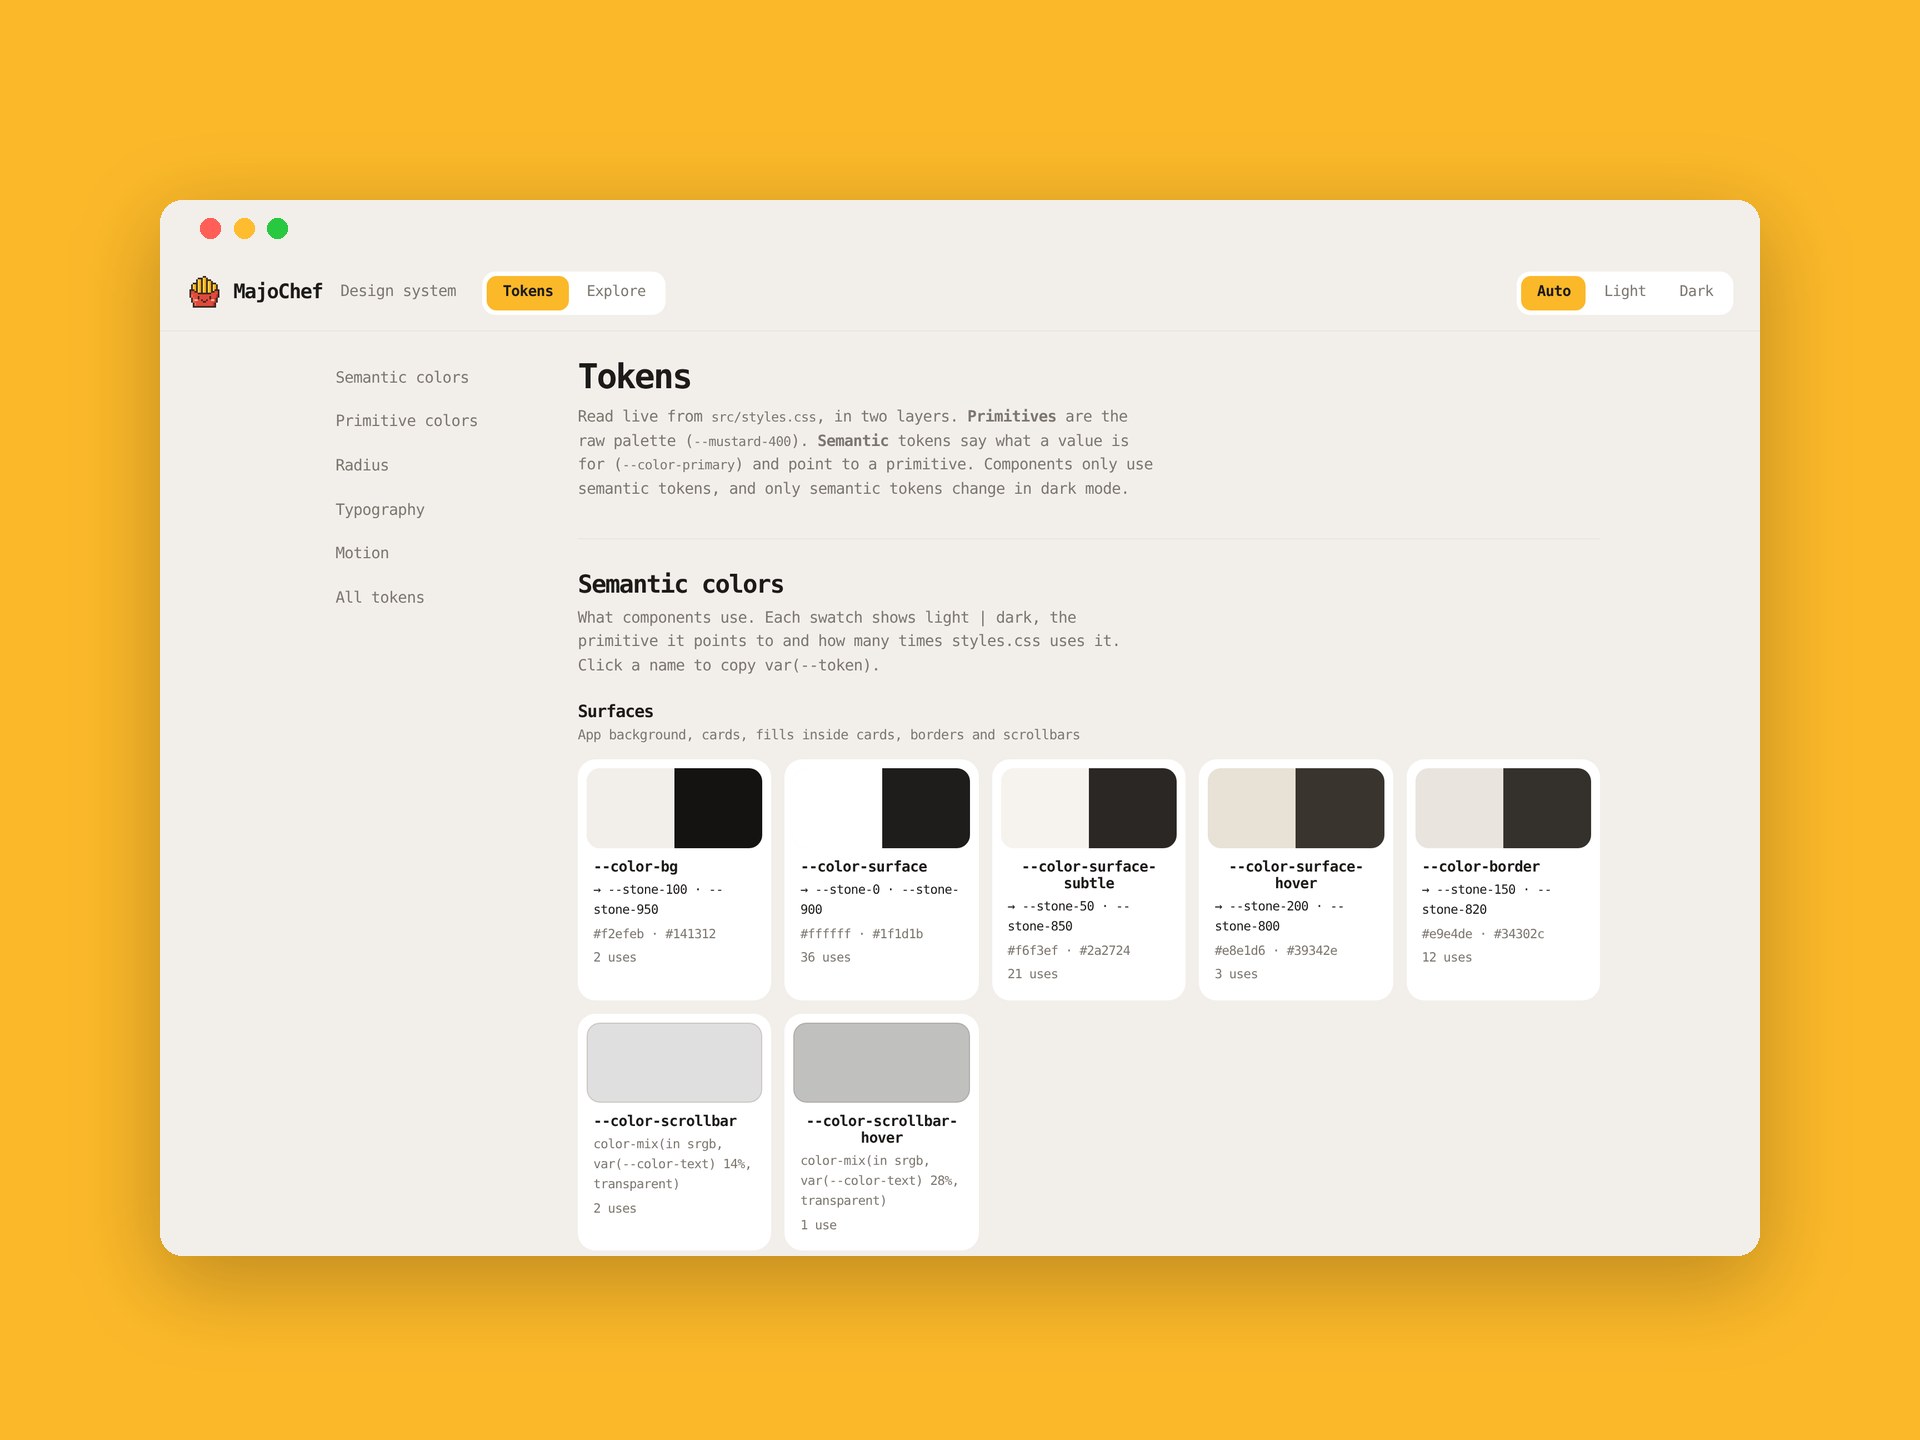 MajoChef Design system Tokens Explore Auto Light Dark
Semantic colors
Primitive colors
Radius
Typography
Motion
All tokens
Tokens
Read live from src/styles.css, in two layers. Primitives are the
raw palette (--mustard-400). Semantic tokens say what a value is
for (--color-primary) and point to a primitive. Components only use
semantic tokens, and only semantic tokens change in dark mode.
Semantic colors
What components use. Each swatch shows light | dark, the
primitive it points to and how many times styles.css uses it.
Click a name to copy var(--token).
Surfaces
App background, cards, fills inside cards, borders and scrollbars
--color-bg
→ --stone-100 · --
stone-950
#f2efeb · #141312
2 uses
--color-surface
→ --stone-0 · --stone-
900
#ffffff · #1f1d1b
36 uses
--color-surface-
subtle
→ --stone-50 · --
stone-850
#f6f3ef · #2a2724
21 uses
--color-surface-
hover
→ --stone-200 · --
stone-800
#e8e1d6 · #39342e
3 uses
--color-border
→ --stone-150 · --
stone-820
#e9e4de · #34302c
12 uses
--color-scrollbar
color-mix(in srgb,
var(--color-text) 14%,
transparent)
2 uses
--color-scrollbar-
hover
color-mix(in srgb,
var(--color-text) 28%,
transparent)
1 use